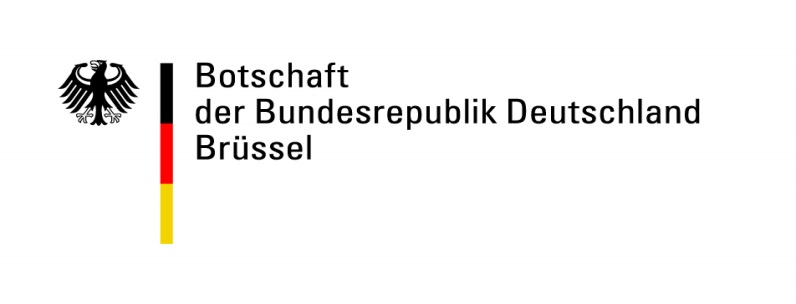 Botschaft
der Bundesrepublik Deutschland
Brüssel